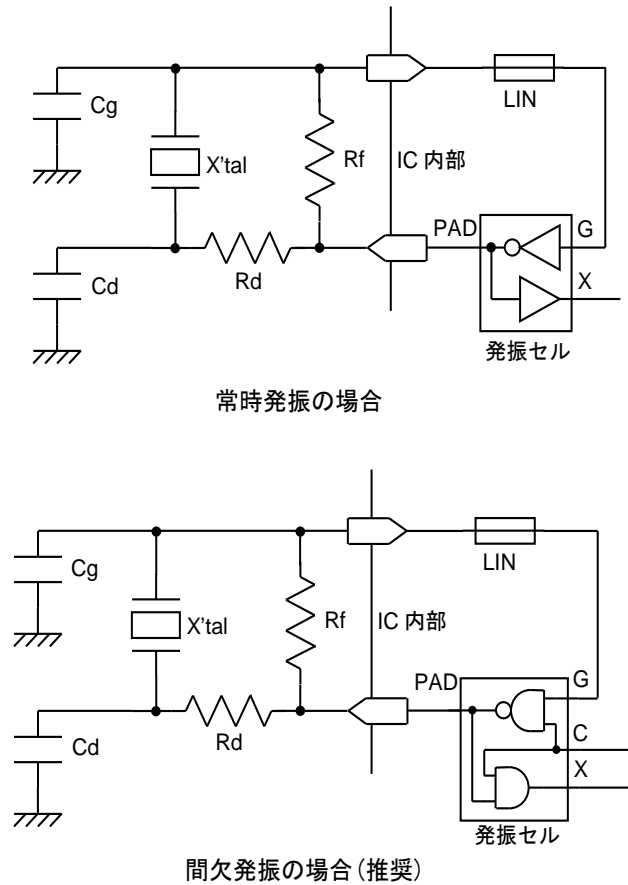 Cg
X'tal
Rf
IC 内部
LIN
PAD
G
X
Cd
Rd
発振セル
常時発振の場合
Cg
X'tal
Rf
IC 内部
LIN
PAD
G
C
X
Cd
Rd
発振セル
間欠発振の場合(推奨)